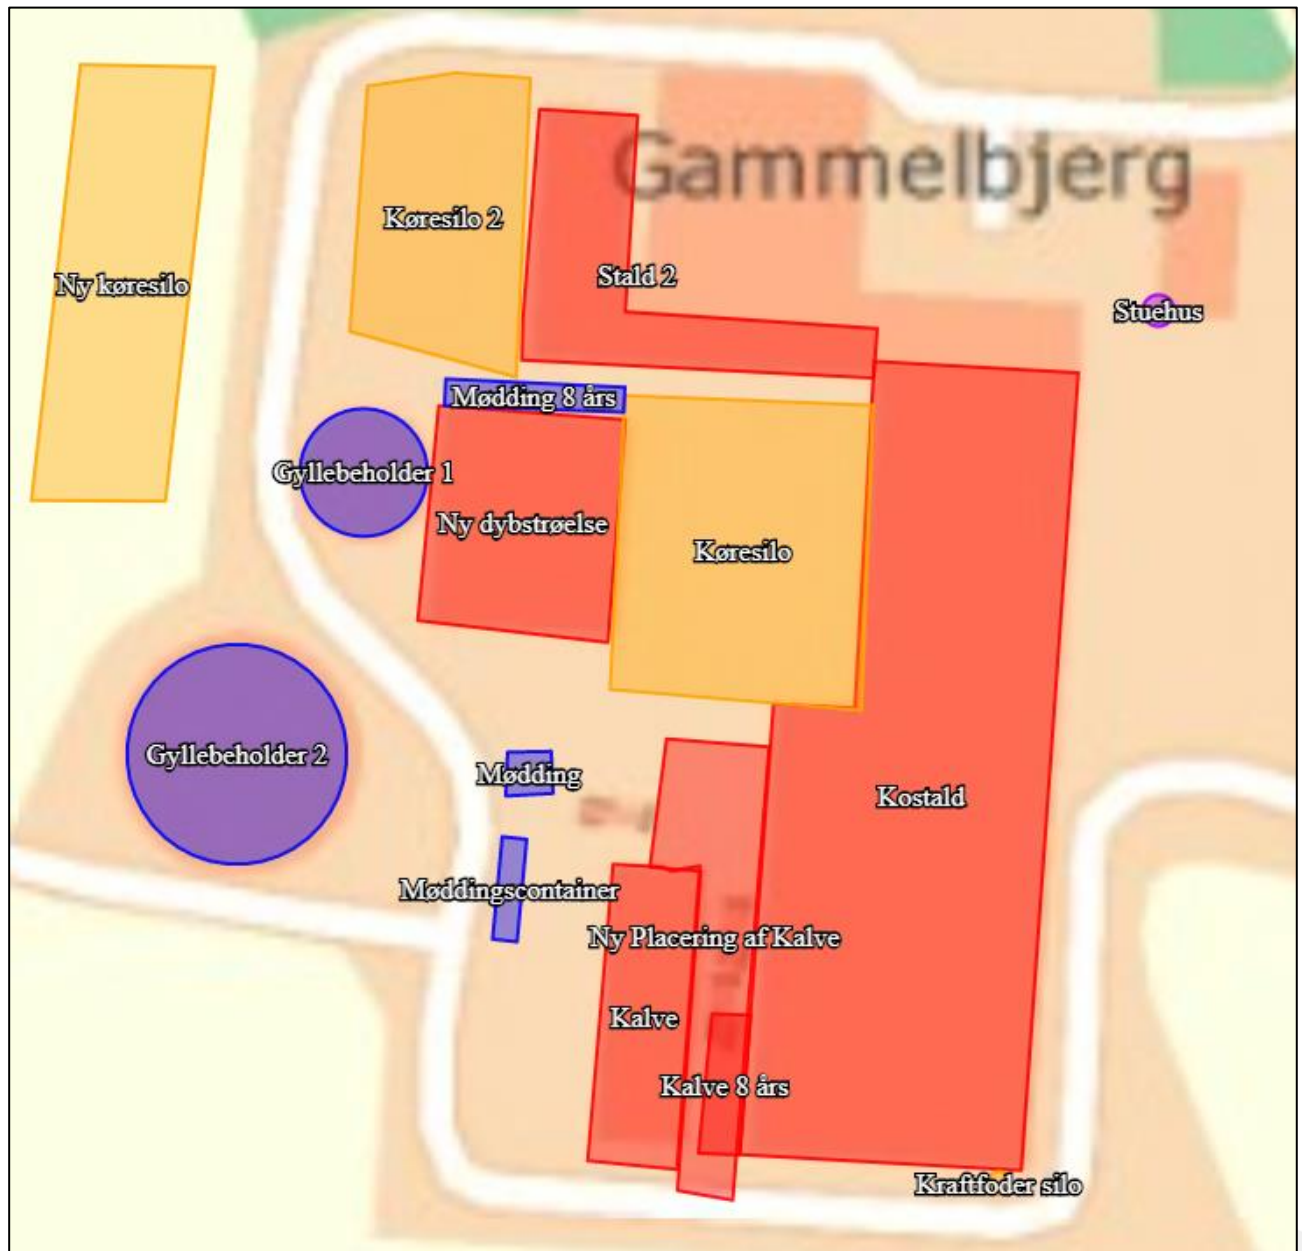 Gammelbjerg
Køresilo 2
Stald 2
Ny køresilo
Stuehus
Mødding 8 års
Gyllebeholder 1
Ny dybstrøelse
Køresilo
Gyllebeholder 2
Mødding
Kostald
Møddingscontainer
Ny Placering af Kalve
Kalve
Kalve 8 års
Kraftfoder silo